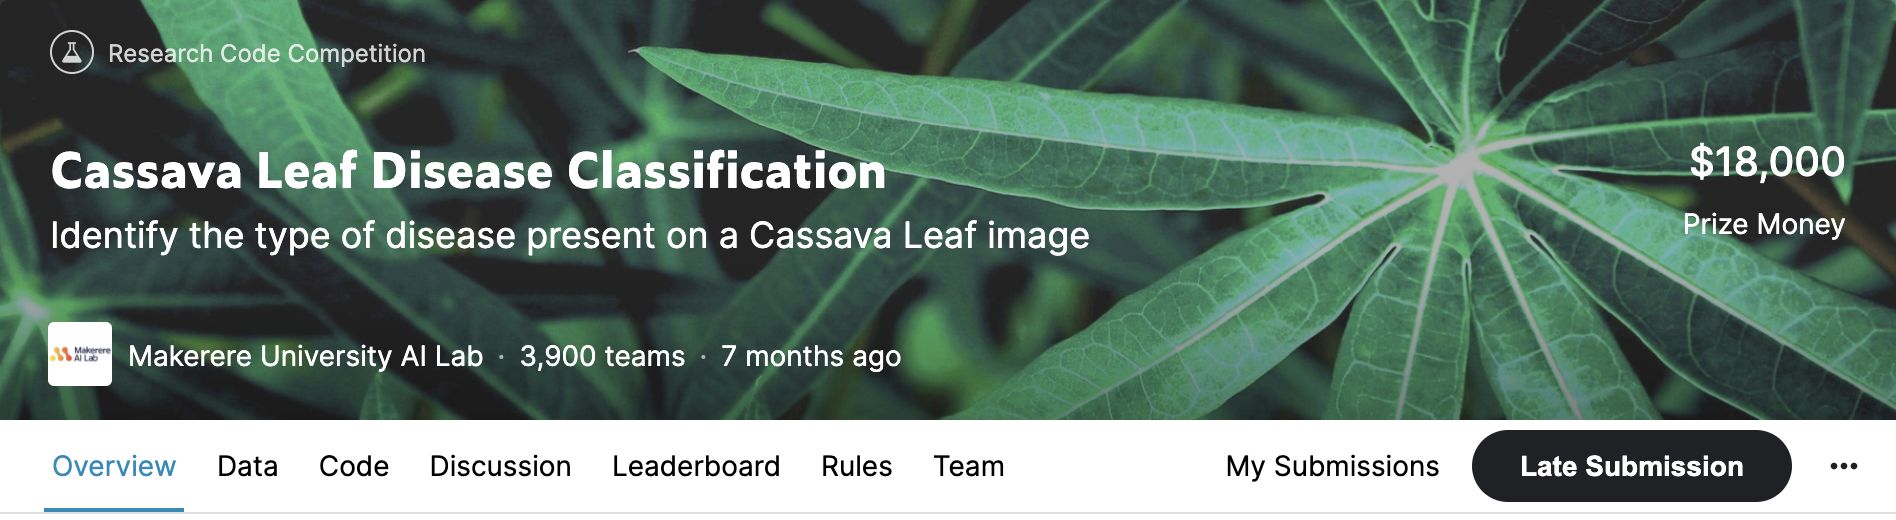 Research Code Competition
Cassava Leaf Disease Classification
$18,000
Identify the type of disease present on a Cassava Leaf image
Prize Money
Makerere
AI Lab
Makerere University AI Lab · 3,900 teams · 7 months ago
Overview Data Code Discussion Leaderboard Rules Team My Submissions Late Submission •••